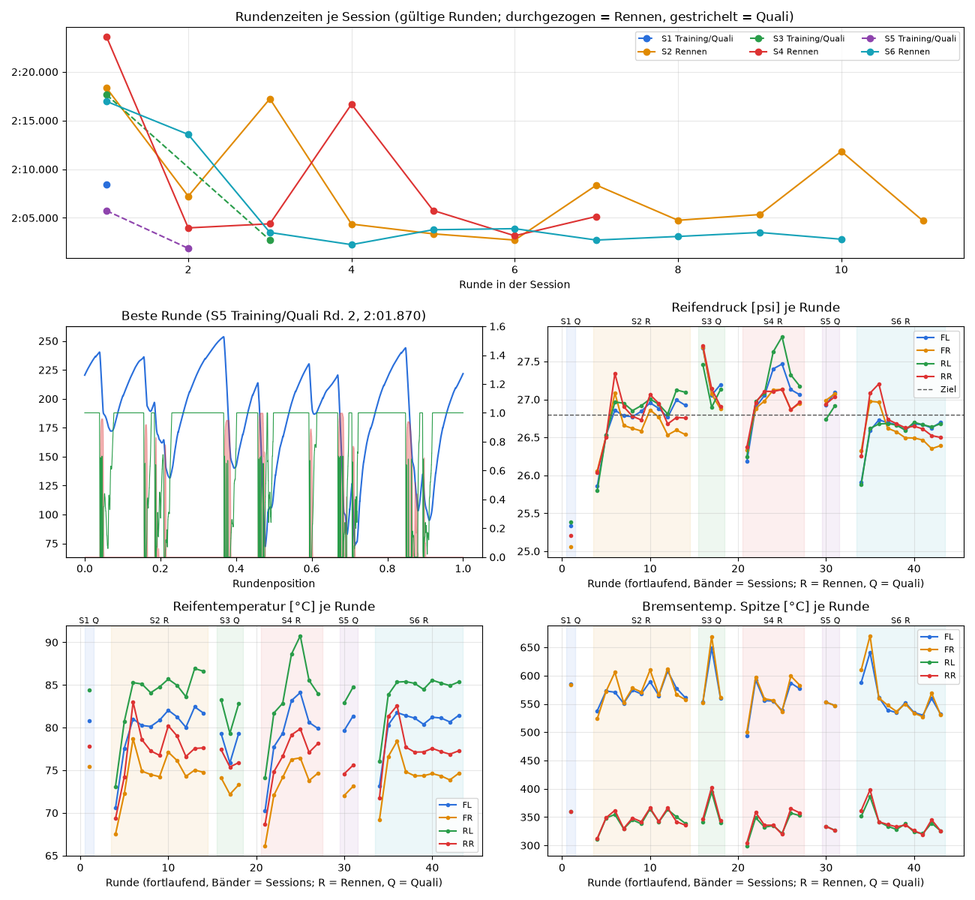 Rundenzeiten je Session (gültige Runden; durchgezogen = Rennen, gestrichelt = Quali)
S1 Training/Quali
S2 Rennen
S3 Training/Quali
S4 Rennen
S5 Training/Quali
S6 Rennen
2:20.000
2:15.000
2:10.000
2:05.000
2 4 6 8 10
Runde in der Session
Beste Runde (S5 Training/Quali Rd. 2, 2:01.870)
250
225
200
175
150
125
100
75
1.6
1.4
1.2
1.0
0.8
0.6
0.4
0.2
0.0
0.0 0.2 0.4 0.6 0.8 1.0
Rundenposition
Reifendruck [psi] je Runde
S1 Q S2 R S3 Q S4 R S5 Q S6 R
FL
FR
RL
RR
Ziel
27.5
27.0
26.5
26.0
25.5
25.0
0 10 20 30 40
Runde (fortlaufend, Bänder = Sessions; R = Rennen, Q = Quali)
Reifentemperatur [°C] je Runde
S1 Q S2 R S3 Q S4 R S5 Q S6 R
90
85
80
75
70
65
FL
FR
RL
RR
0 10 20 30 40
Runde (fortlaufend, Bänder = Sessions; R = Rennen, Q = Quali)
Bremsentemp. Spitze [°C] je Runde
S1 Q S2 R S3 Q S4 R S5 Q S6 R
FL
FR
RL
RR
650
600
550
500
450
400
350
300
0 10 20 30 40
Runde (fortlaufend, Bänder = Sessions; R = Rennen, Q = Quali)